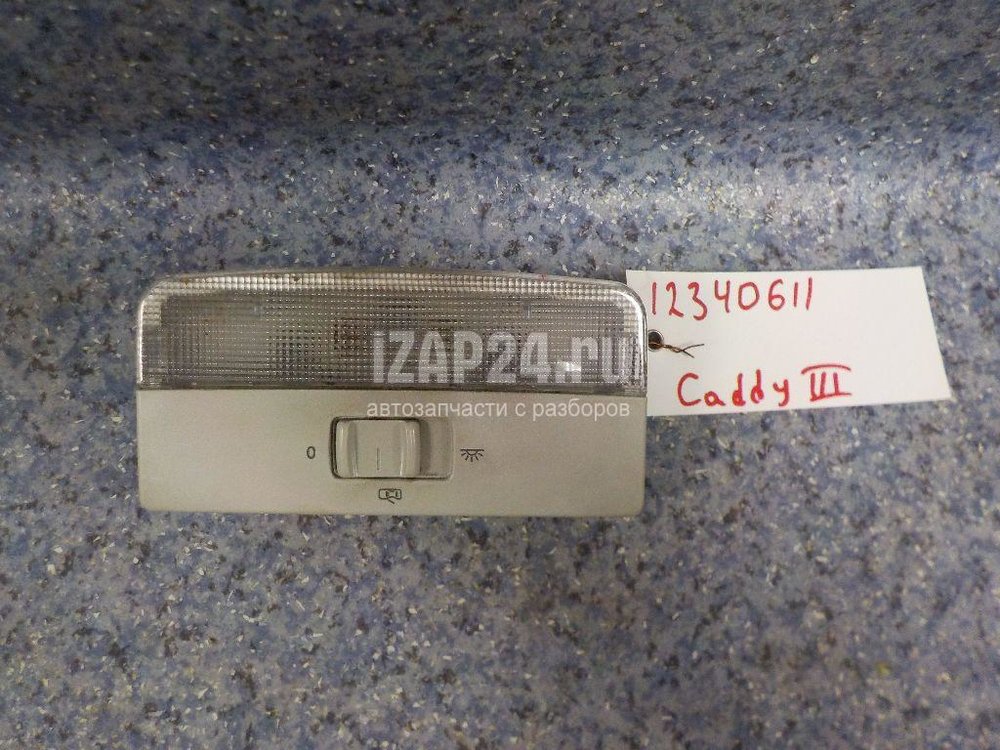 12340611
iZAP24.ru
Caddy III
автозапчасти с разборов
0